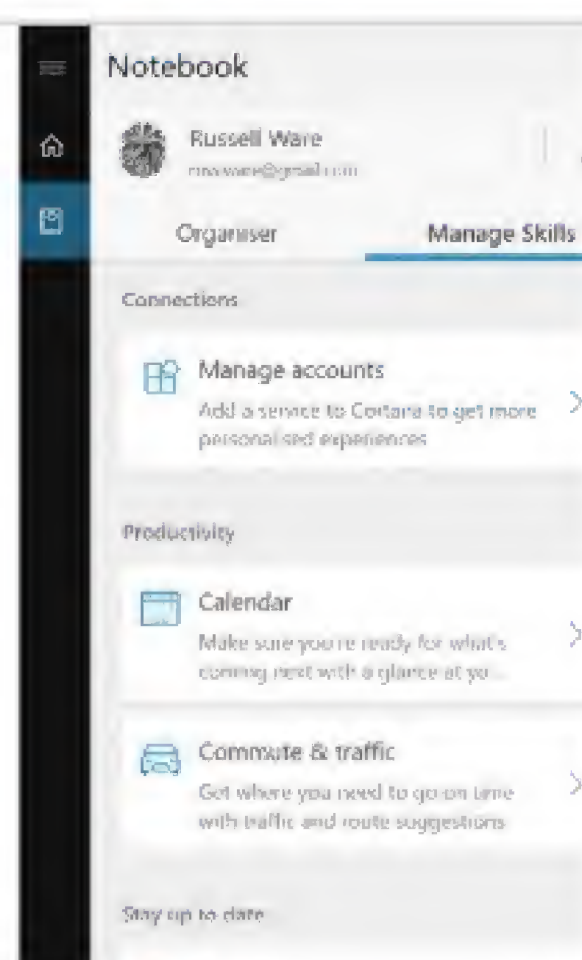 Notebook
Russell Ware
Organiser
Manage Skills
Connections
Manage accounts
Add a service to Cortana to get more
personalised experiences
Productivity
Calendar
Make sure you're ready for what's
coming next with a glance at yo...
Commute & traffic
Get where you need to go on time
with traffic and route suggestions
Stay up to date